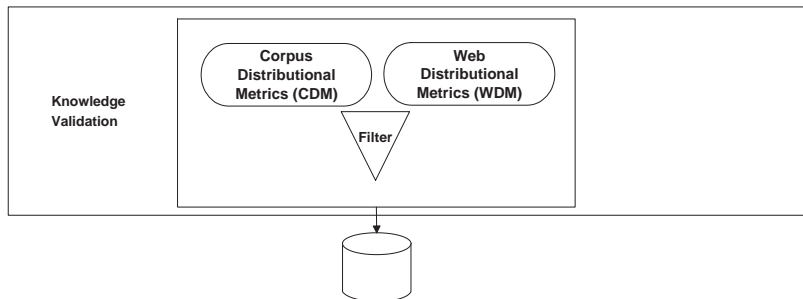 Knowledge
Validation
Corpus
Distributional
Metrics (CDM)
Web
Distributional
Metrics (WDM)
Filter